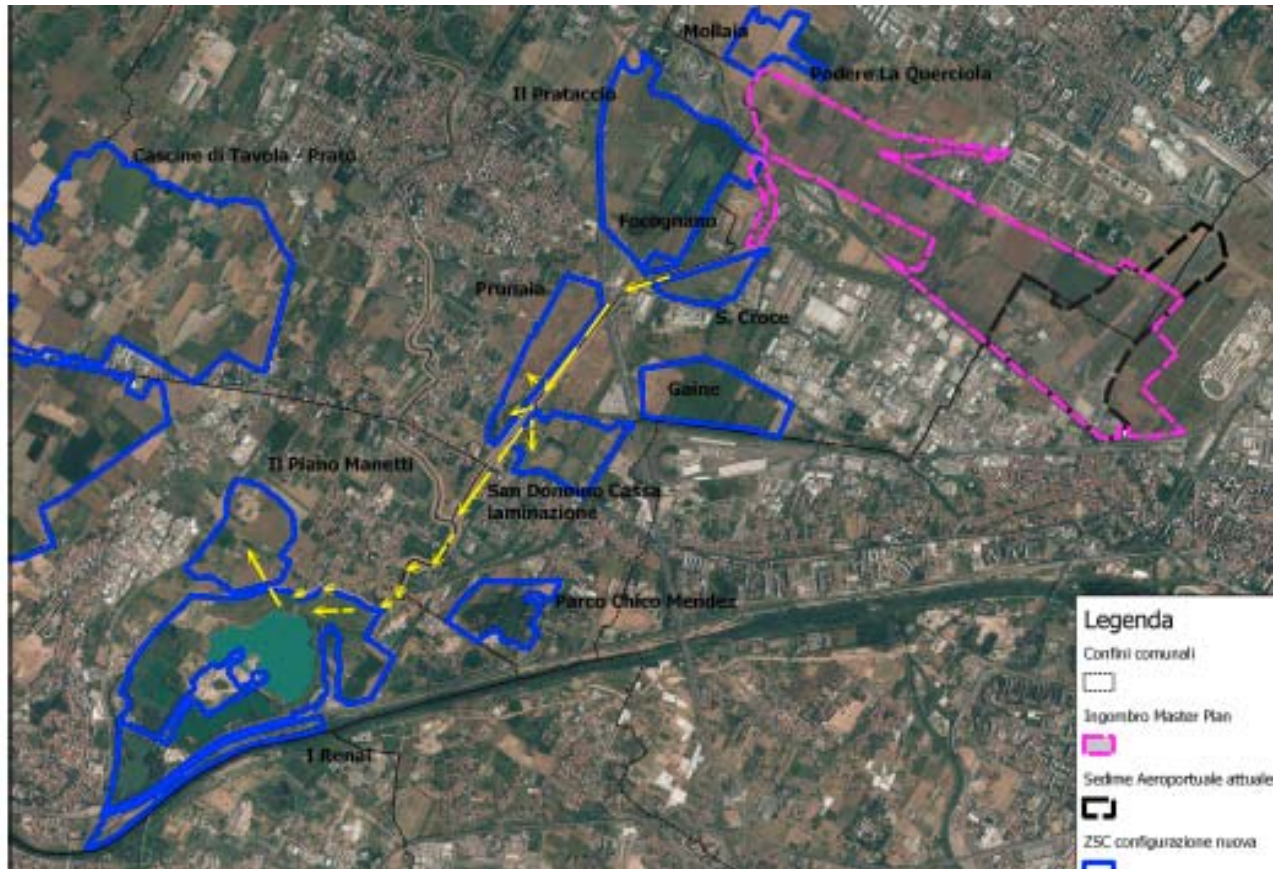 Mollaia
Podere La Querciola
Il Prataccio
Cascine di Tavola - Prato
Focognano
Prunaia
S. Croce
Gaine
Il Piano Manetti
San Donnino Cassa
laminazione
Parco Chico Mendez
I Renai
Legenda
Confini comunali
Ingombro Master Plan
Sedime Aeroportuale attuale
ZSC configurazione nuova